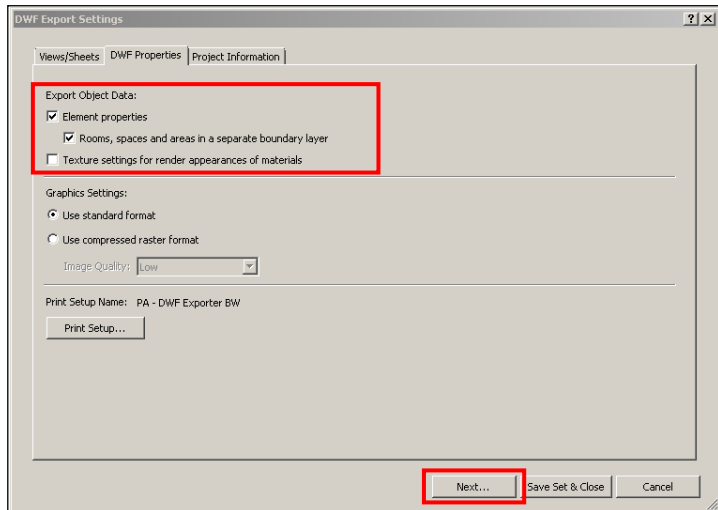 DWF Export Settings
? X
Views/Sheets DWF Properties Project Information
Export Object Data:
Element properties
Rooms, spaces and areas in a separate boundary layer
Texture settings for render appearances of materials
Graphics Settings:
Use standard format
Use compressed raster format
Image Quality: Low
Print Setup Name: PA - DWF Exporter BW
Print Setup...
Next... Save Set & Close Cancel